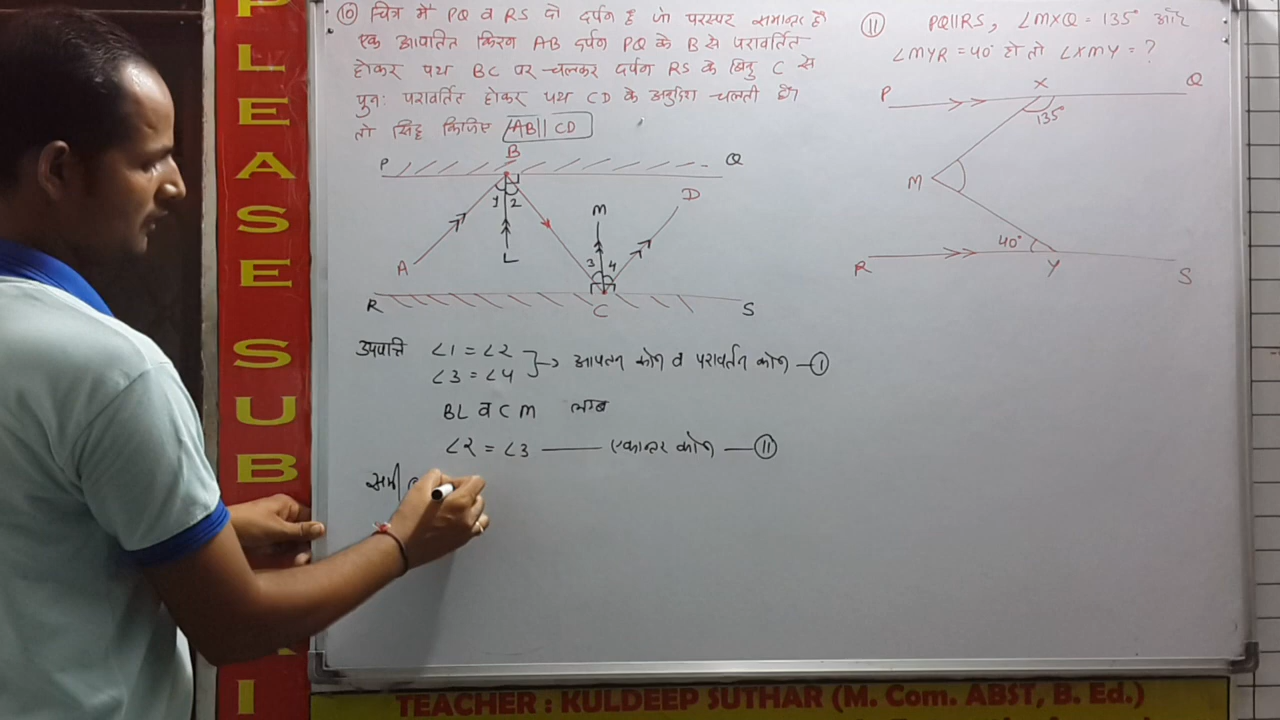 PLEASE SUB
I
⑩ चित्र में PQ व RS दो दर्पण है जो परस्पर समान्तर है
एक आपतित किरण AB दर्पण PQ के B से परावर्तित
होकर पथ BC पर चलकर दर्पण RS के बिंदु C से
पुनः परावर्तित होकर पथ CD के अनुदिश चलती है
तो सिद्ध किजिए AB || CD
P B Q
1 2
D
M
L
A
3 4
R C S
उपपत्ति ∠1 = ∠2
∠3 = ∠4 } → आपतन कोण व परावर्तन कोण — Ⓘ
BL व CM लम्ब
∠2 = ∠3 —— एकान्तर कोण — ⑪
समी
⑪ PQ||RS, ∠MXQ = 135° और
∠MYR = 40° हो तो ∠XMY = ?
P X Q
135°
M
40°
R Y S
TEACHER : KULDEEP SUTHAR (M. Com. ABST, B. Ed.)